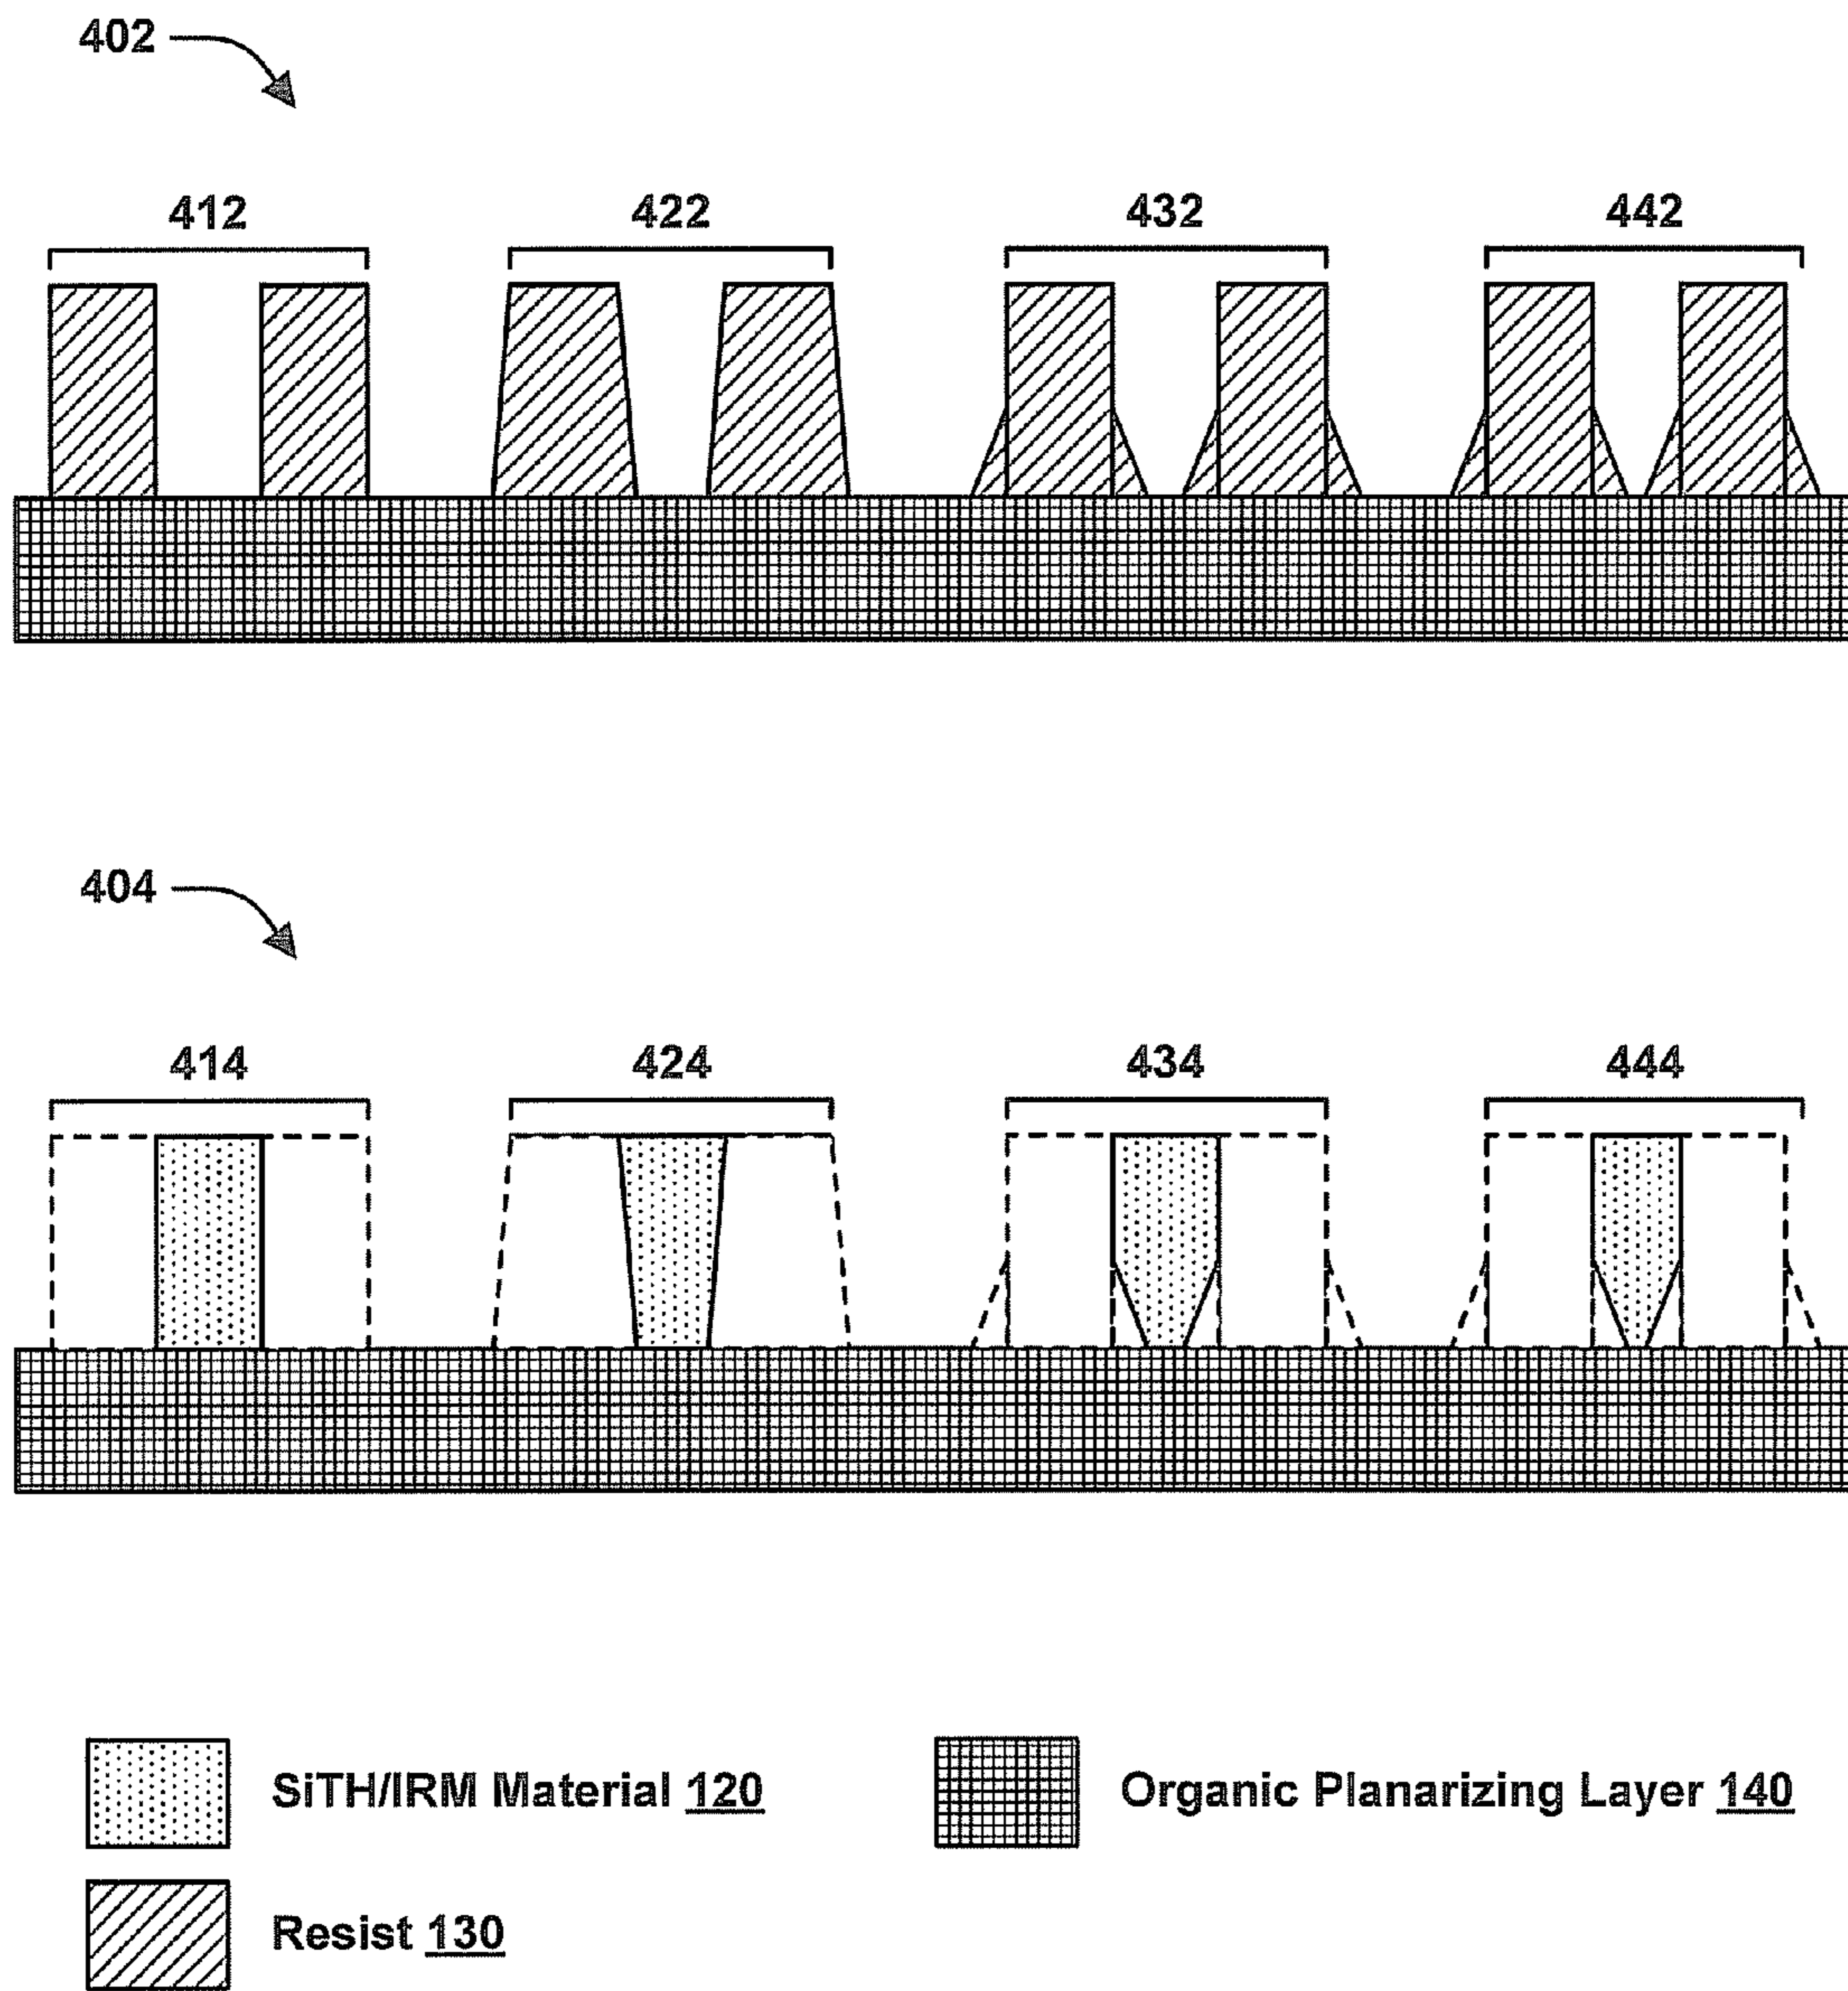 402
412 422 432 442
404
414 424 434 444
SiTH/IRM Material 120
Organic Planarizing Layer 140
Resist 130